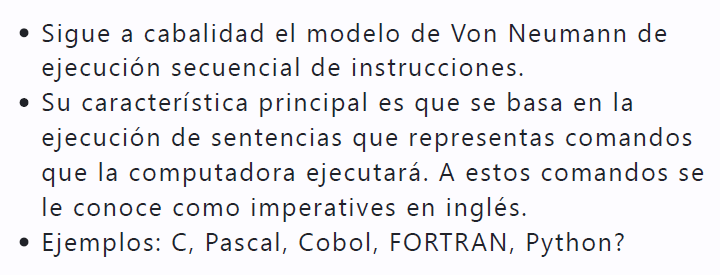 • Sigue a cabalidad el modelo de Von Neumann de
ejecución secuencial de instrucciones.
• Su característica principal es que se basa en la
ejecución de sentencias que representas comandos
que la computadora ejecutará. A estos comandos se
le conoce como imperatives en inglés.
• Ejemplos: C, Pascal, Cobol, FORTRAN, Python?